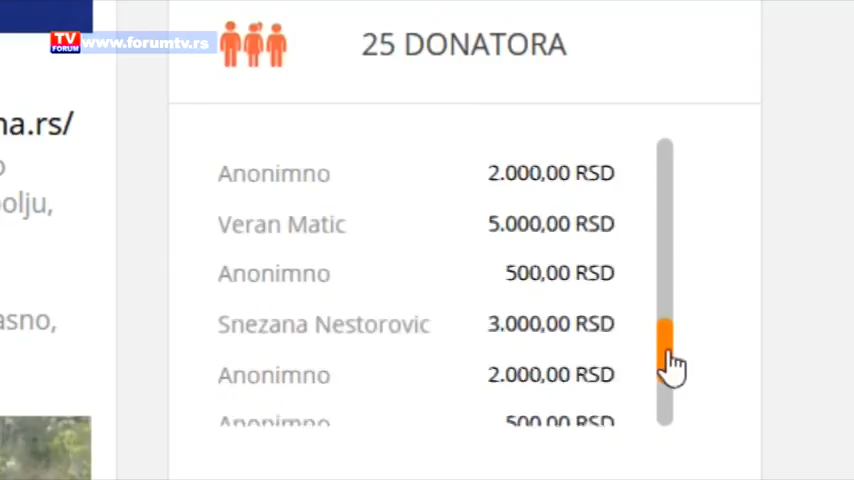 TV
FORUM
www.forumtv.rs
25 DONATORA
na.rs/
o
polju,
asno,
Anonimno 2.000,00 RSD
Veran Matic 5.000,00 RSD
Anonimno 500,00 RSD
Snezana Nestorovic 3.000,00 RSD
Anonimno 2.000,00 RSD
Anonimno 500,00 RSD